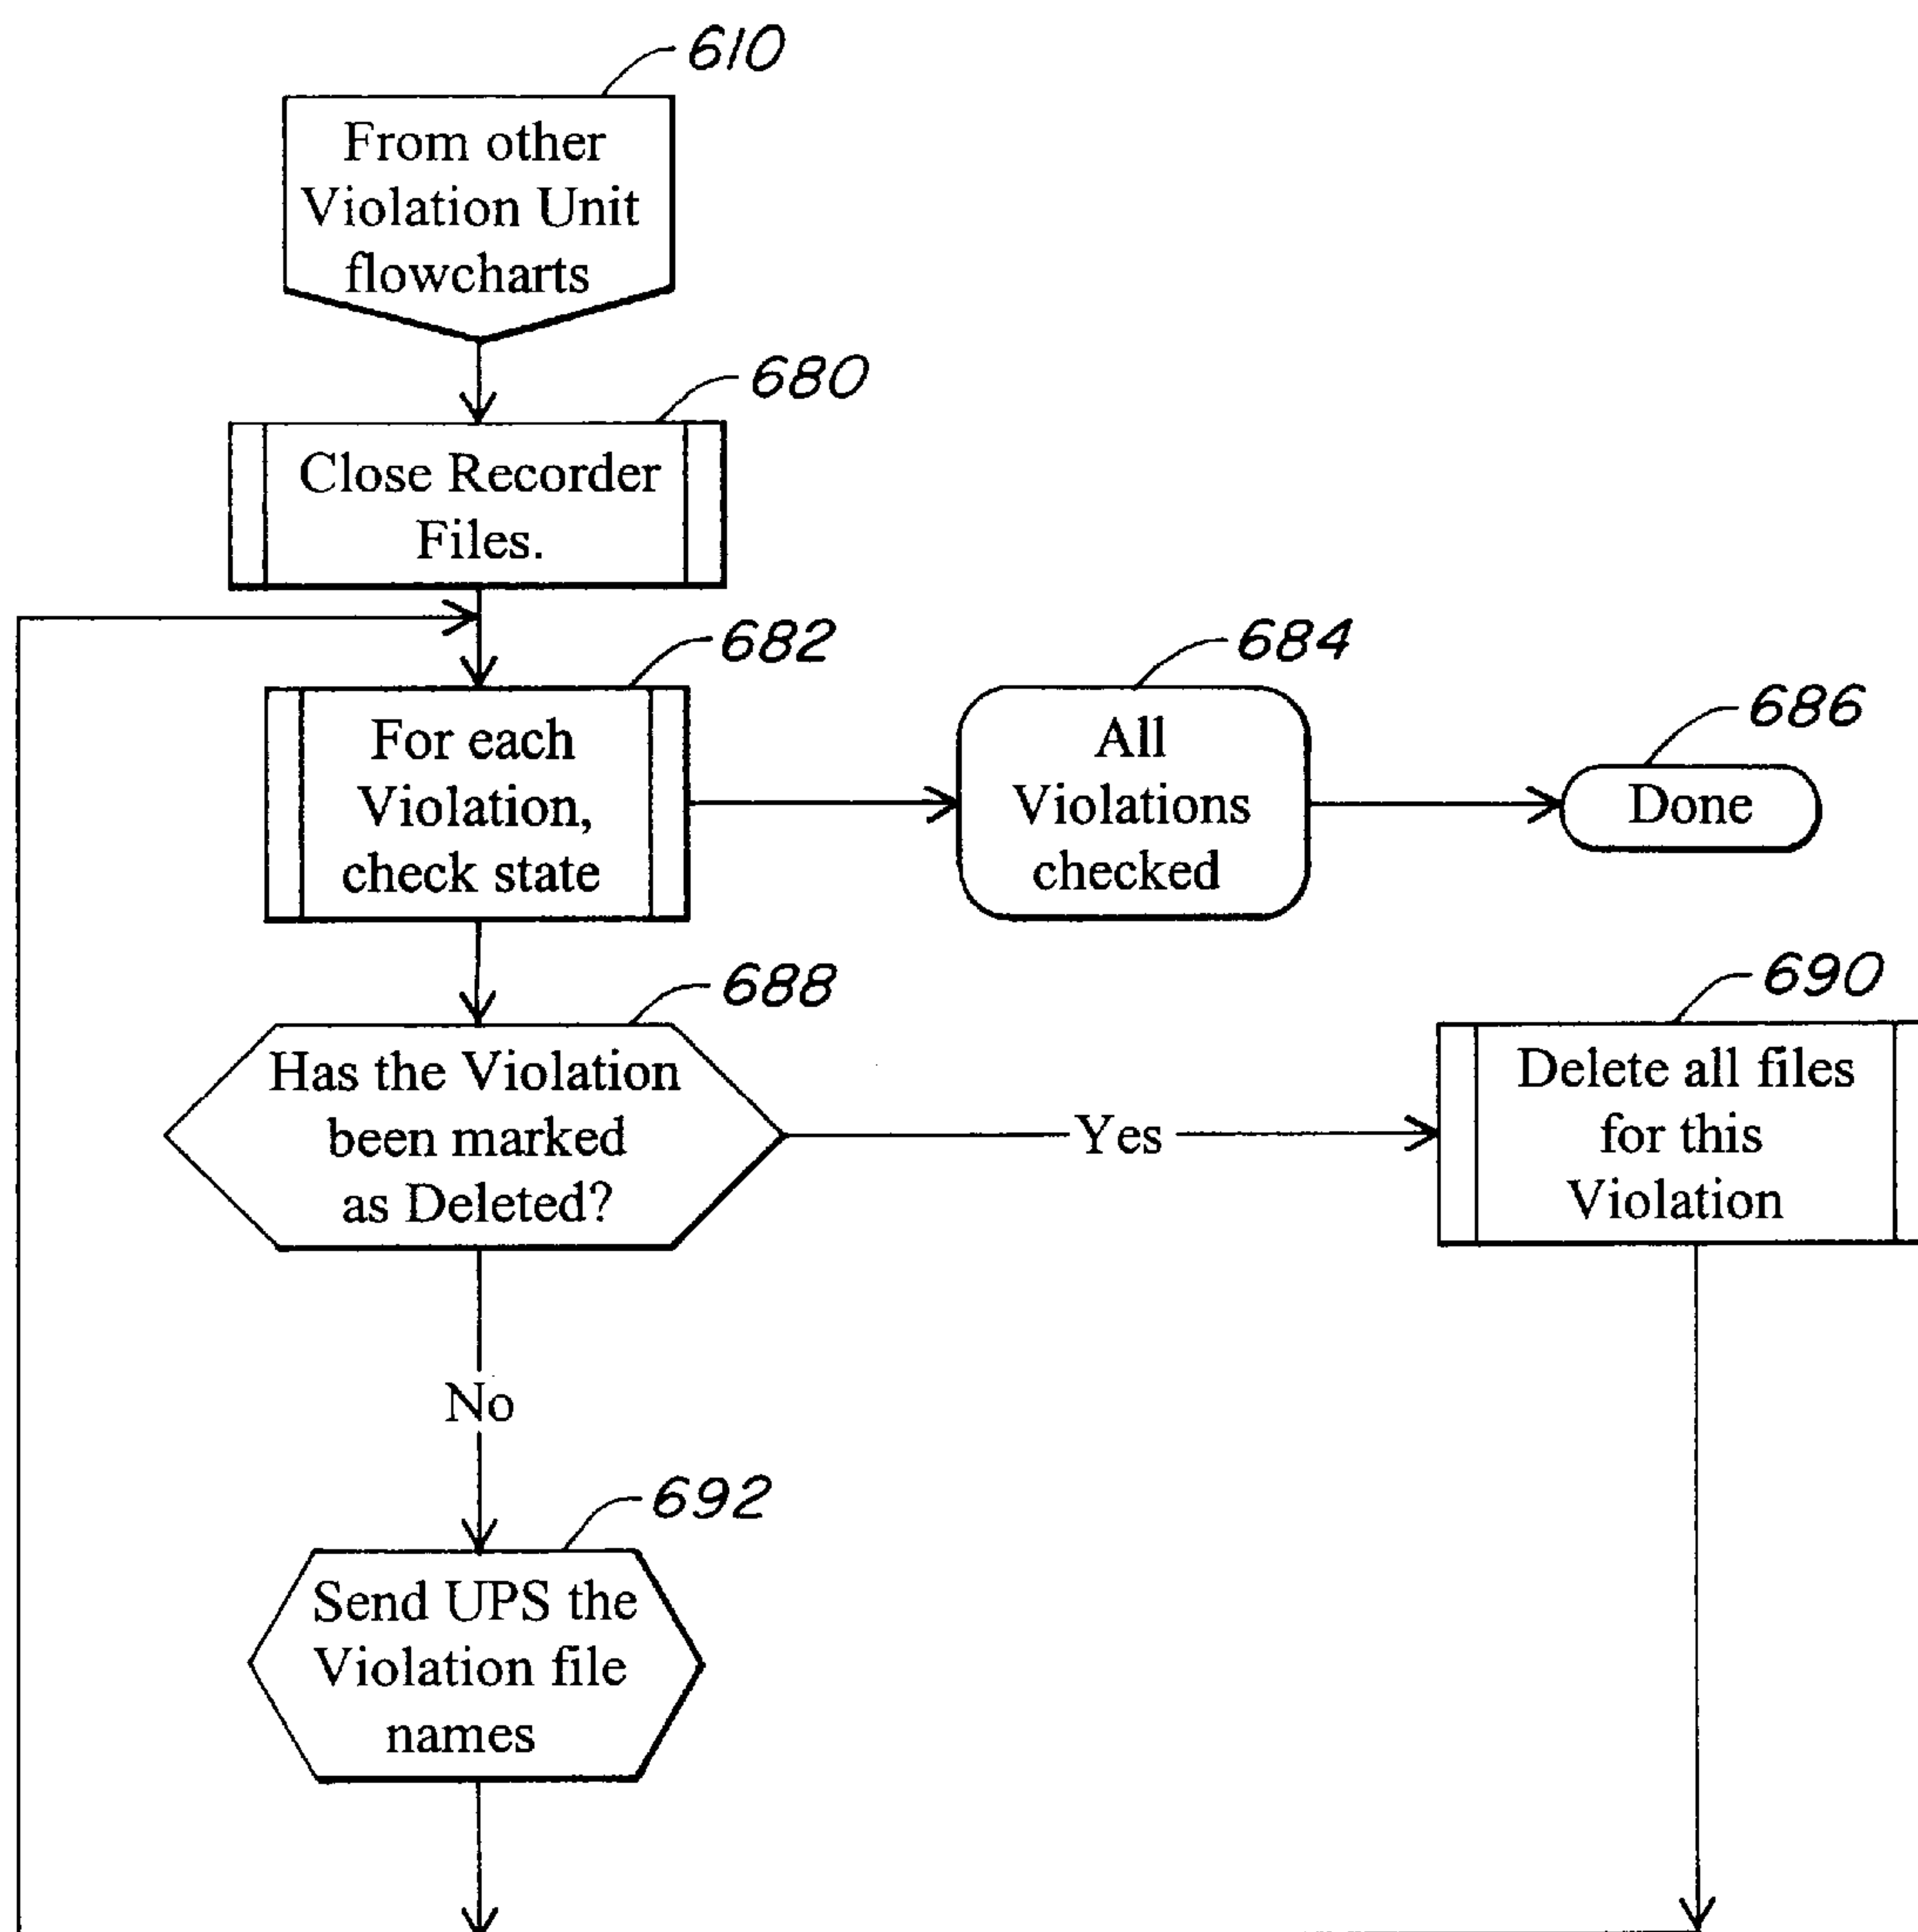 610
From other
Violation Unit
flowcharts
680
Close Recorder
Files.
682
For each
Violation,
check state
684
All
Violations
checked
686
Done
688
Has the Violation
been marked
as Deleted?
Yes
690
Delete all files
for this
Violation
No
692
Send UPS the
Violation file
names